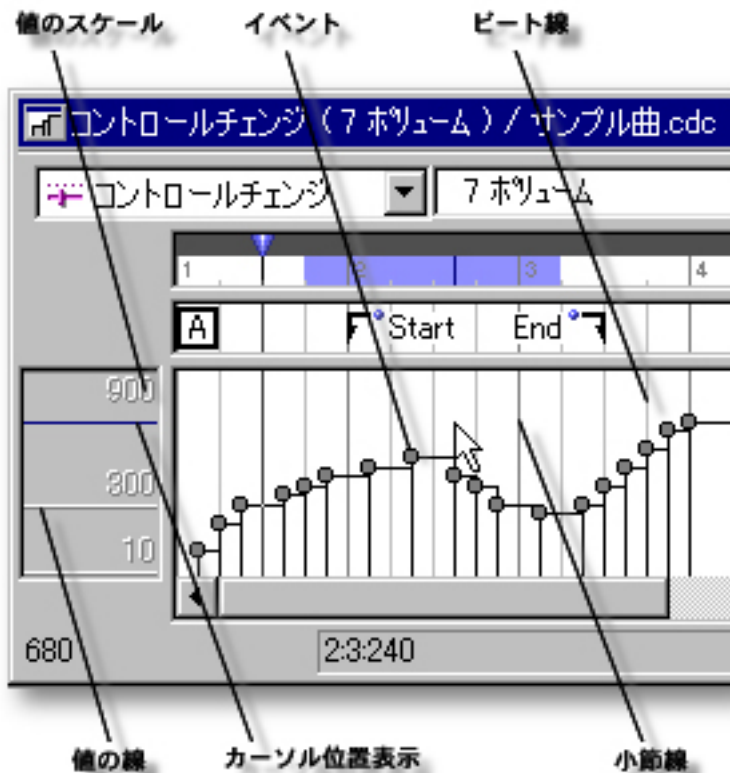 値のスケール イベント ビート線
コントロールチェンジ ( 7 ボリューム ) / サンプル曲.cdc
コントロールチェンジ 7 ボリューム
1 2 3 4
A Start End
900
300
10
680 2:3:240
値の線 カーソル位置表示 小節線